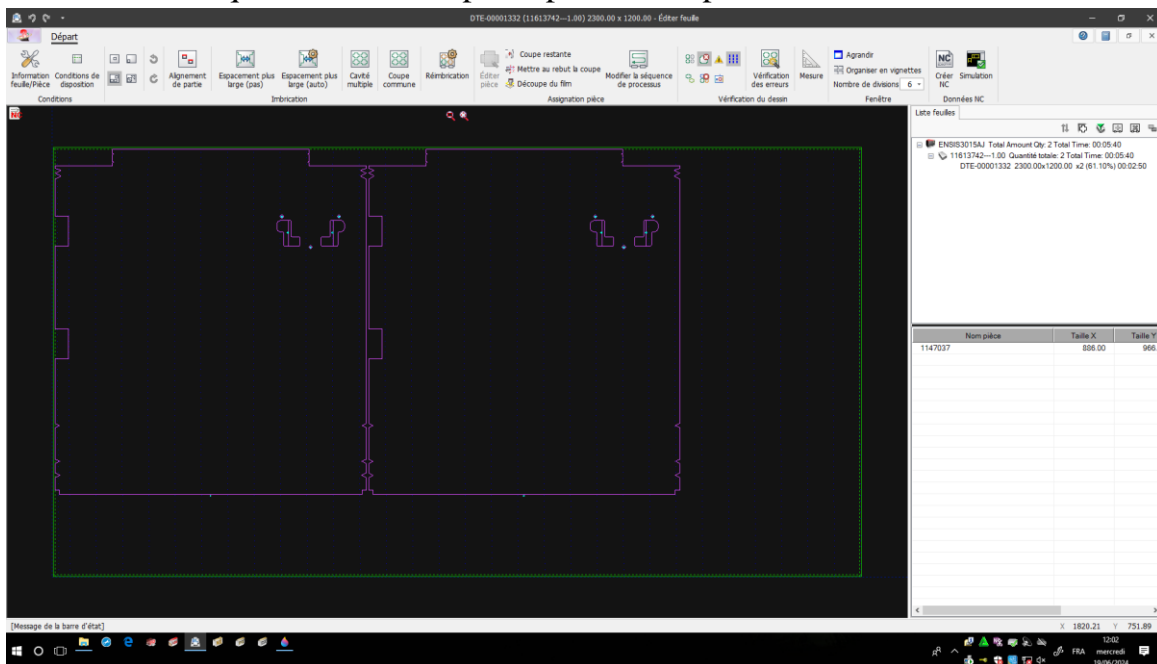 DTE-00001332 (11613742---1.00) 2300.00 x 1200.00 - Éditer feuille
Départ
Information feuille/Pièce
Conditions de disposition
Alignement de partie
Espacement plus large (pas)
Espacement plus large (auto)
Cavité multiple
Coupe commune
Rémbrication
Éditer pièce
Coupe restante
Mettre au rebut la coupe
Découpe du film
Modifier la séquence de processus
Vérification des erreurs
Mesure
Agrandir
Organiser en vignettes
Nombre de divisions 6
Créer NC
Simulation
Conditions
Imbrication
Assignation pièce
Vérification du dessin
Fenêtre
Données NC
Liste feuilles
ENSIS3015AJ Total Amount Qty: 2 Total Time: 00:05:40
11613742---1.00 Quantité totale: 2 Total Time: 00:05:40
DTE-00001332 2300.00x1200.00 x2 (61.10%) 00:02:50
Nom pièce Taille X Taille Y
1147037 886.00 966.
[Message de la barre d'état]
X 1820.21 Y 751.89
12:02
FRA mercredi
19/06/2024